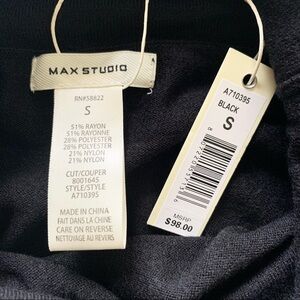 MAX STUDIO
RN#58822
S
51% RAYON
51% RAYONNE
28% POLYESTER
28% POLYESTER
21% NYLON
21% NYLON
CUT/COUPER
8001645
STYLE/STYLE
A710395
MADE IN CHINA
FAIT DANS LA CHINE
CARE ON REVERSE
NETTOYAGE AU REVERS
A710395
BLACK
S
MSRP
$98.00